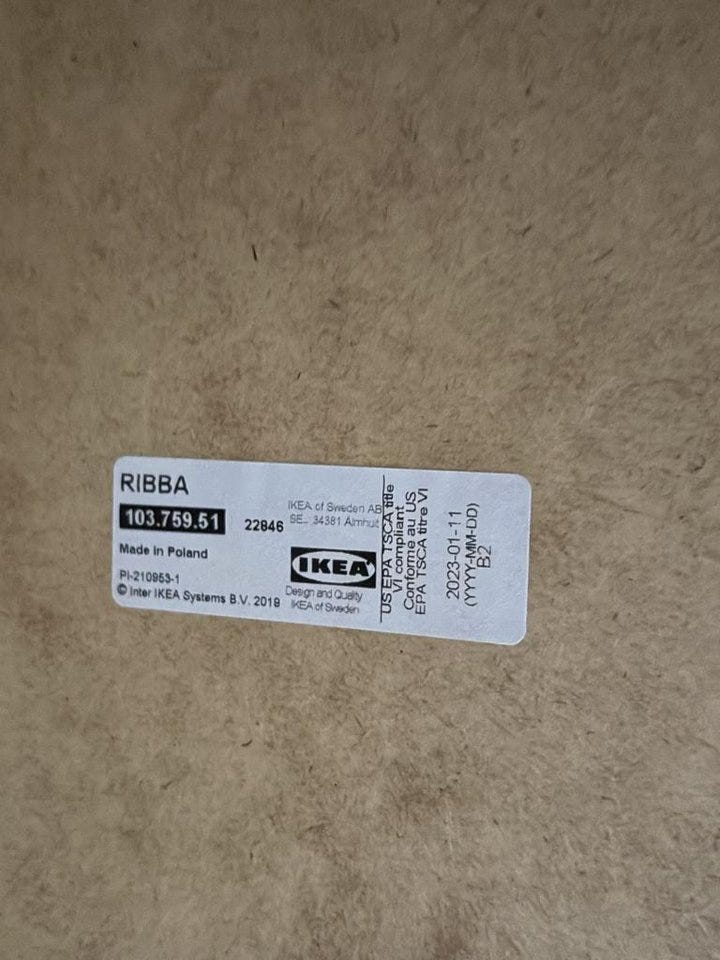 RIBBA
103.759.51
22846
Made in Poland
PI-210953-1
© Inter IKEA Systems B.V. 2019
IKEA of Sweden AB
SE- 34381 Älmhult
IKEA
Design and Quality
IKEA of Sweden
US EPA TSCA title
VI compliant
Conforme au US
EPA TSCA titre VI
2023-01-11
(YYYY-MM-DD)
B2